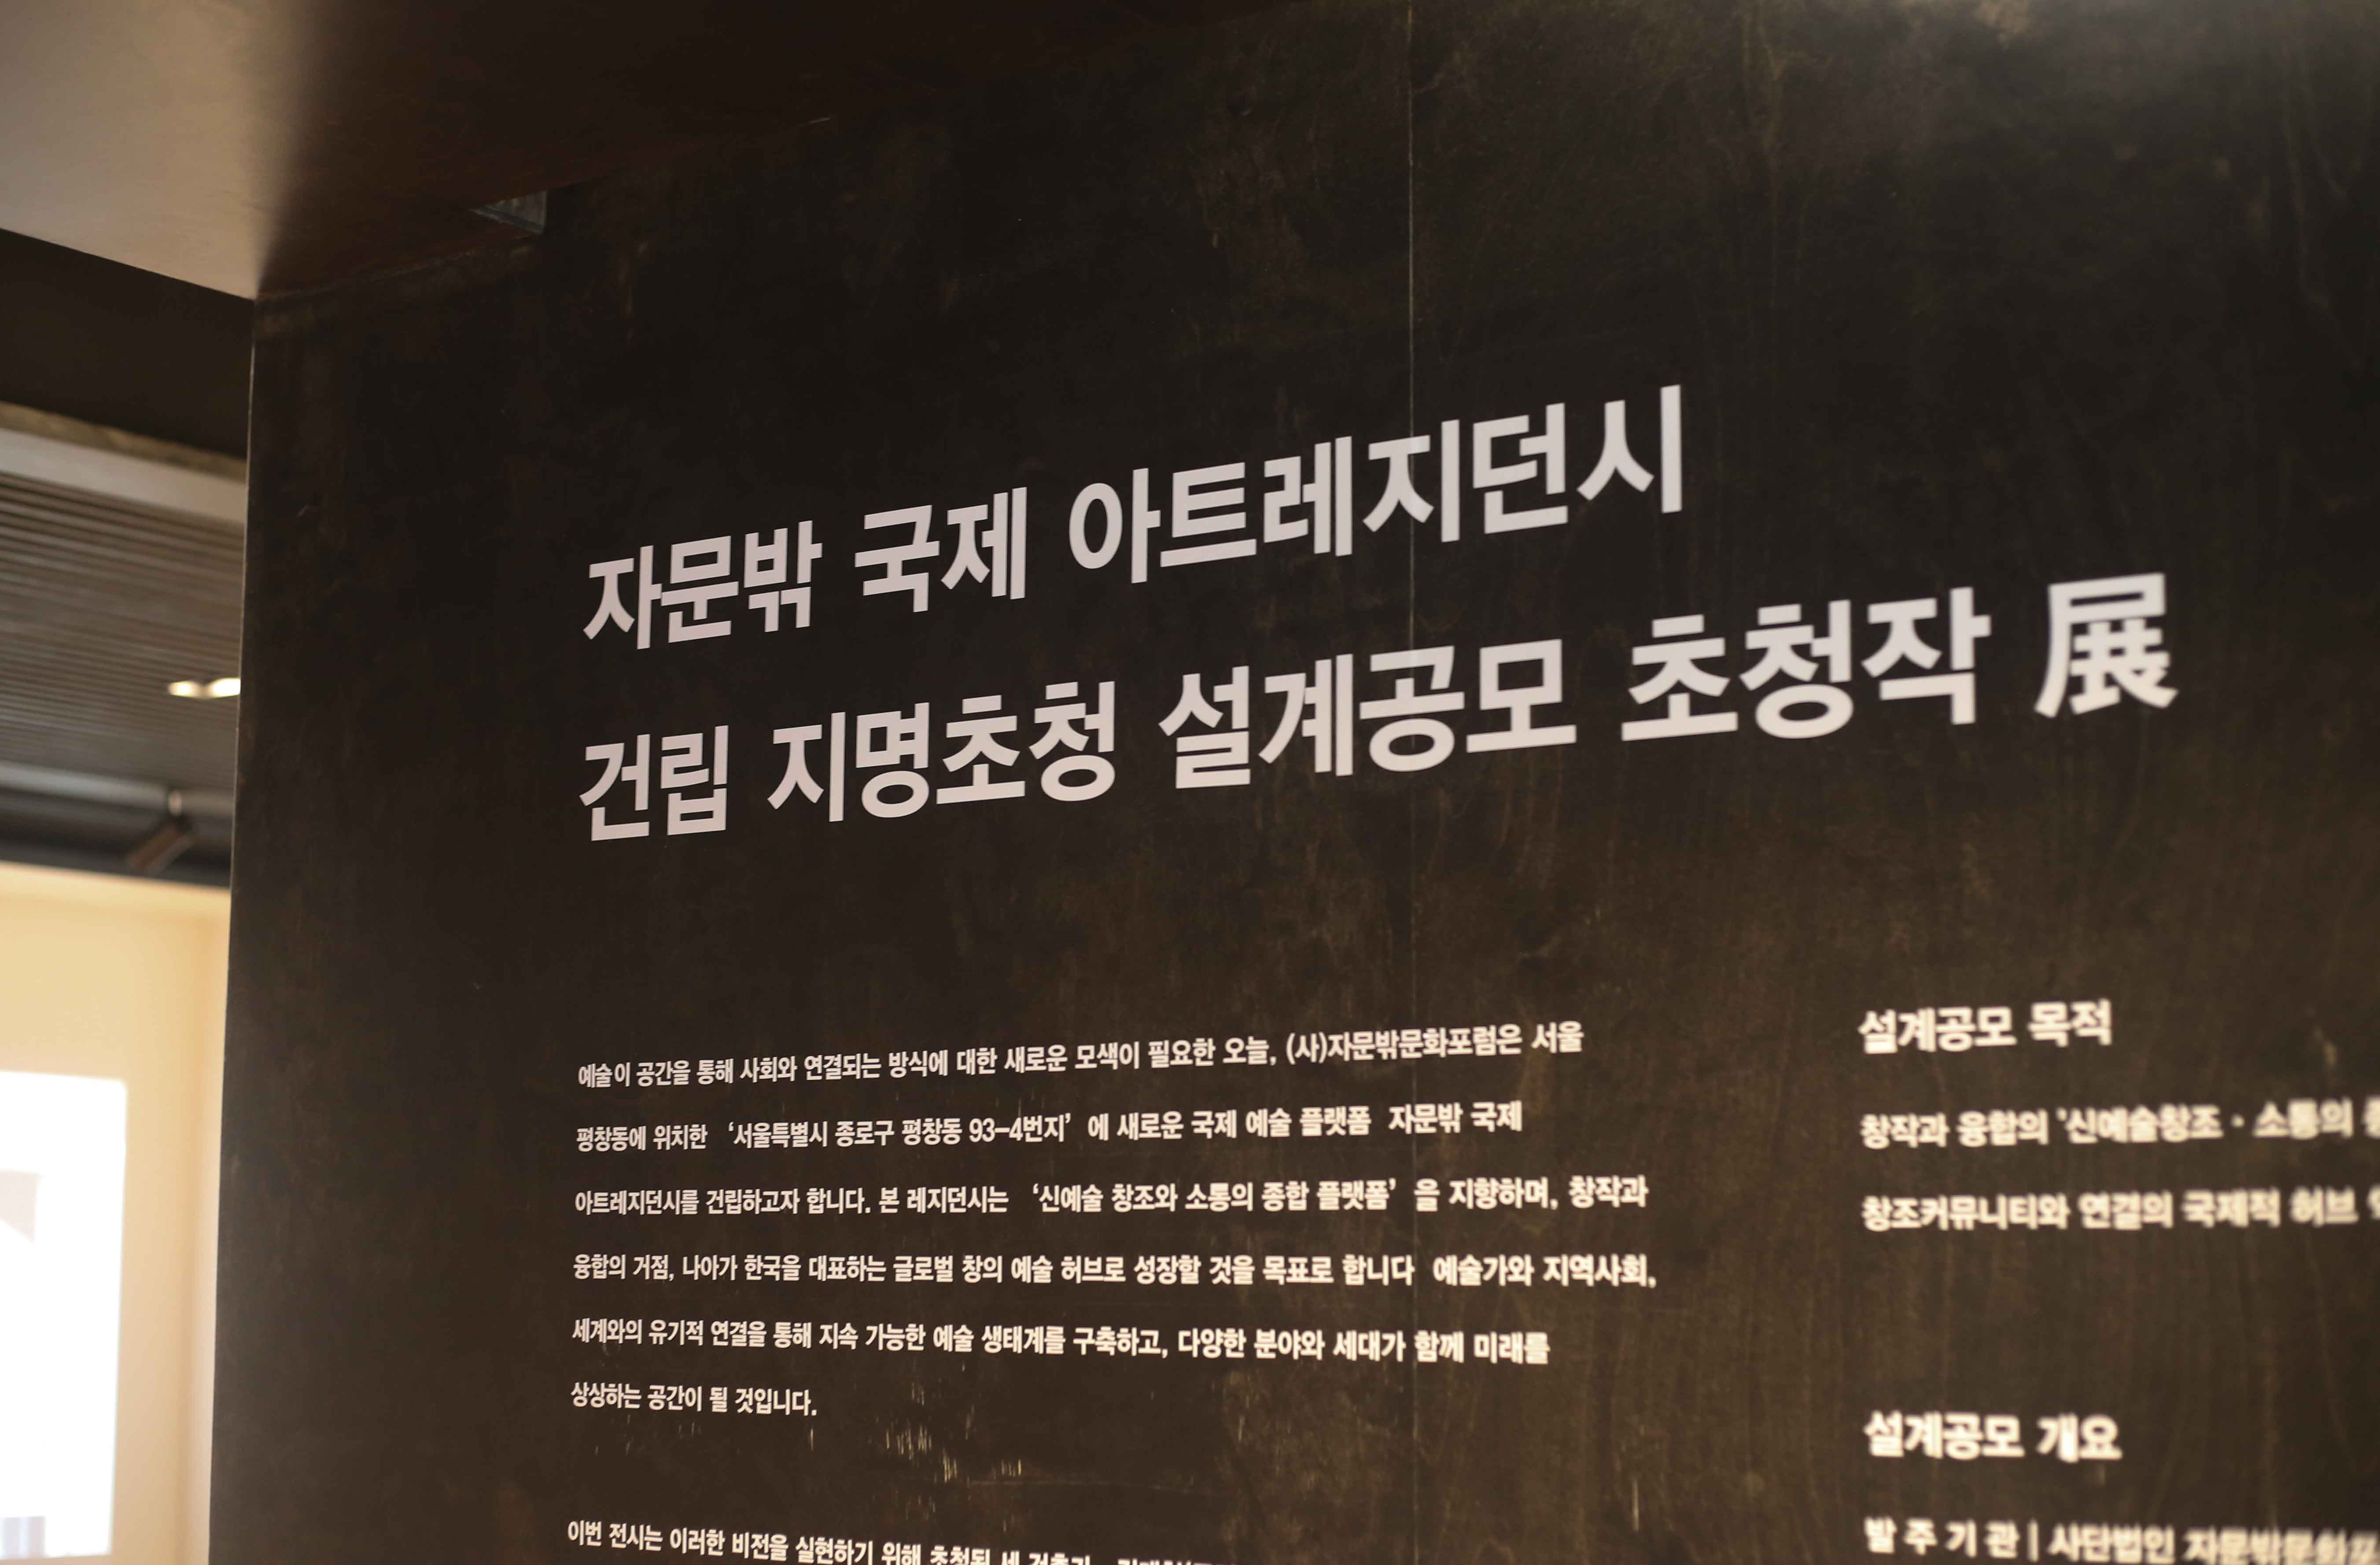 자문밖 국제 아트레지던시
건립 지명초청 설계공모 초청작 展
예술이 공간을 통해 사회와 연결되는 방식에 대한 새로운 모색이 필요한 오늘, (사)자문밖문화포럼은 서울
평창동에 위치한 ‘서울특별시 종로구 평창동 93-4번지’ 에 새로운 국제 예술 플랫폼 자문밖 국제
아트레지던시를 건립하고자 합니다. 본 레지던시는 ‘신예술 창조와 소통의 종합 플랫폼’ 을 지향하며, 창작과
융합의 거점, 나아가 한국을 대표하는 글로벌 창의 예술 허브로 성장할 것을 목표로 합니다 예술가와 지역사회,
세계와의 유기적 연결을 통해 지속 가능한 예술 생태계를 구축하고, 다양한 분야와 세대가 함께 미래를
상상하는 공간이 될 것입니다.
이번 전시는 이러한 비전을 실현하기 위해 초청된 세 건축가
설계공모 목적
창작과 융합의 '신예술창조 · 소통의
창조커뮤니티와 연결의 국제적 허브
설계공모 개요
발 주 기 관 | 사단법인